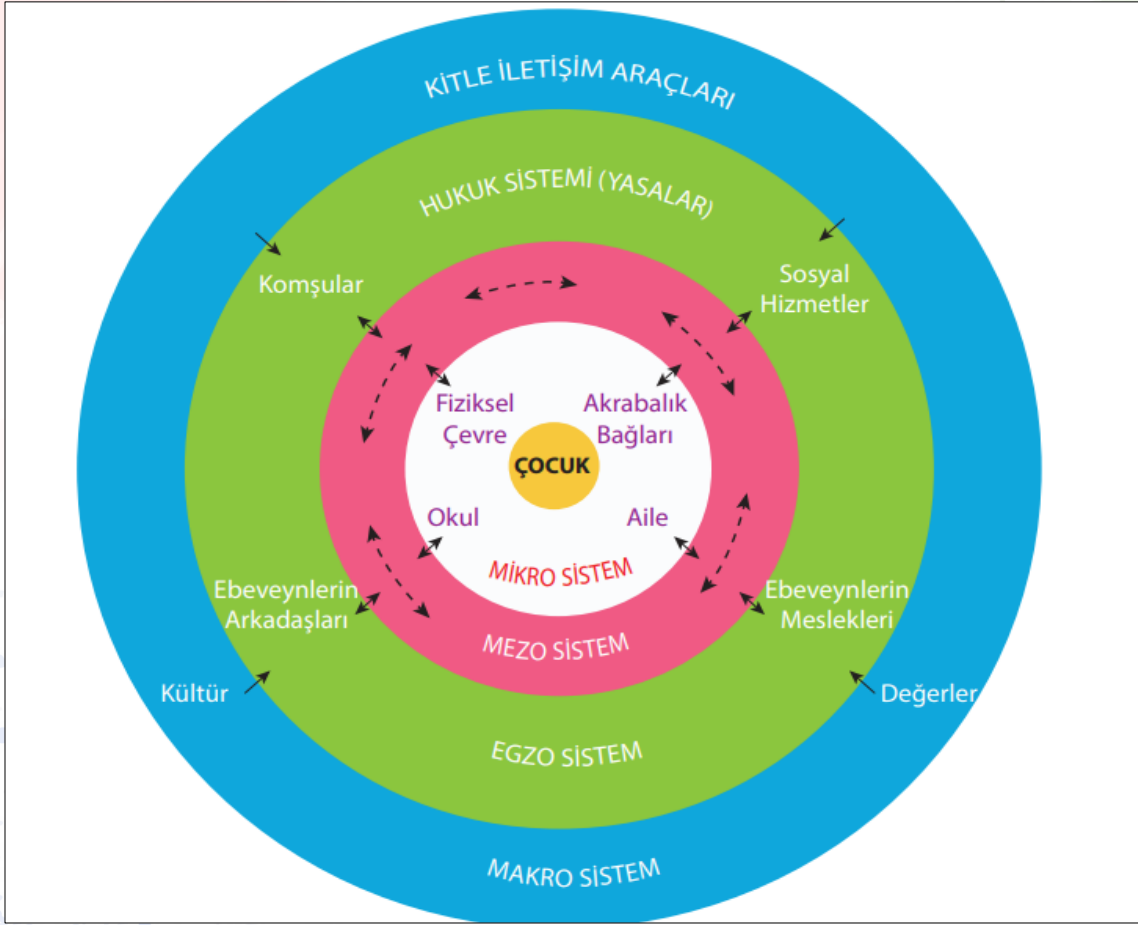 KİTLE İLETİŞİM ARAÇLARI
HUKUK SİSTEMİ (YASALAR)
Komşular
Sosyal
Hizmetler
Fiziksel
Çevre
Akrabalık
Bağları
ÇOCUK
Okul
Aile
MİKRO SİSTEM
Ebeveynlerin
Arkadaşları
Ebeveynlerin
Meslekleri
MEZO SİSTEM
Kültür
Değerler
EGZO SİSTEM
MAKRO SİSTEM